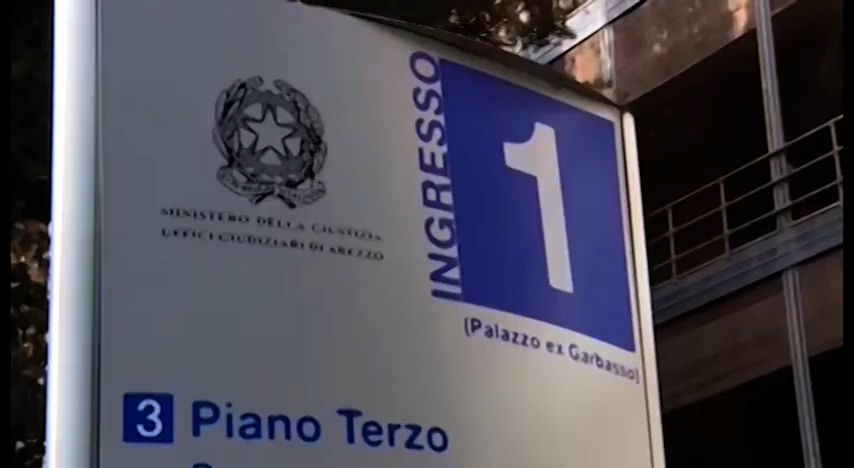 MINISTERO DELLA GIUSTIZIA
UFFICI GIUDIZIARI DI AREZZO
INGRESSO
1
(Palazzo ex Garbasso)
3 Piano Terzo